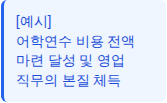 [예시]
어학연수 비용 전액
마련 달성 및 영업
직무의 본질 체득